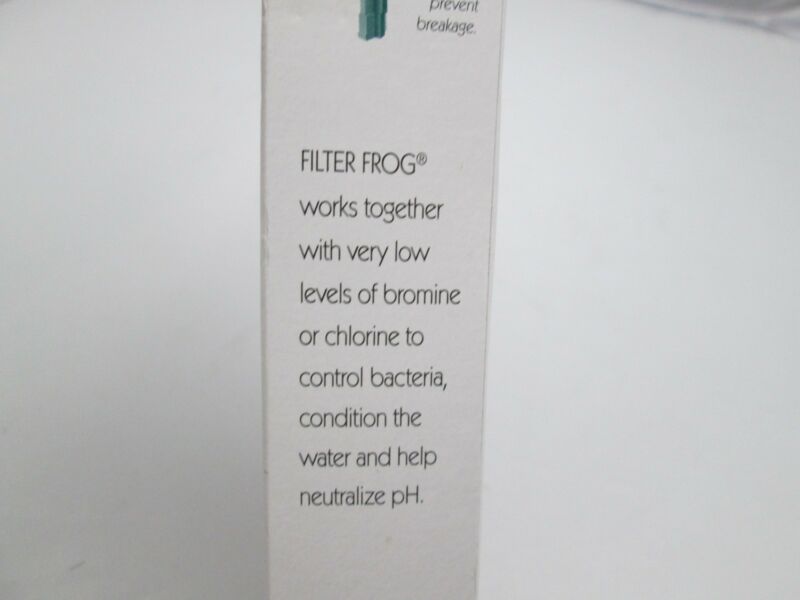 prevent
breakage.
FILTER FROG®
works together
with very low
levels of bromine
or chlorine to
control bacteria,
condition the
water and help
neutralize pH.